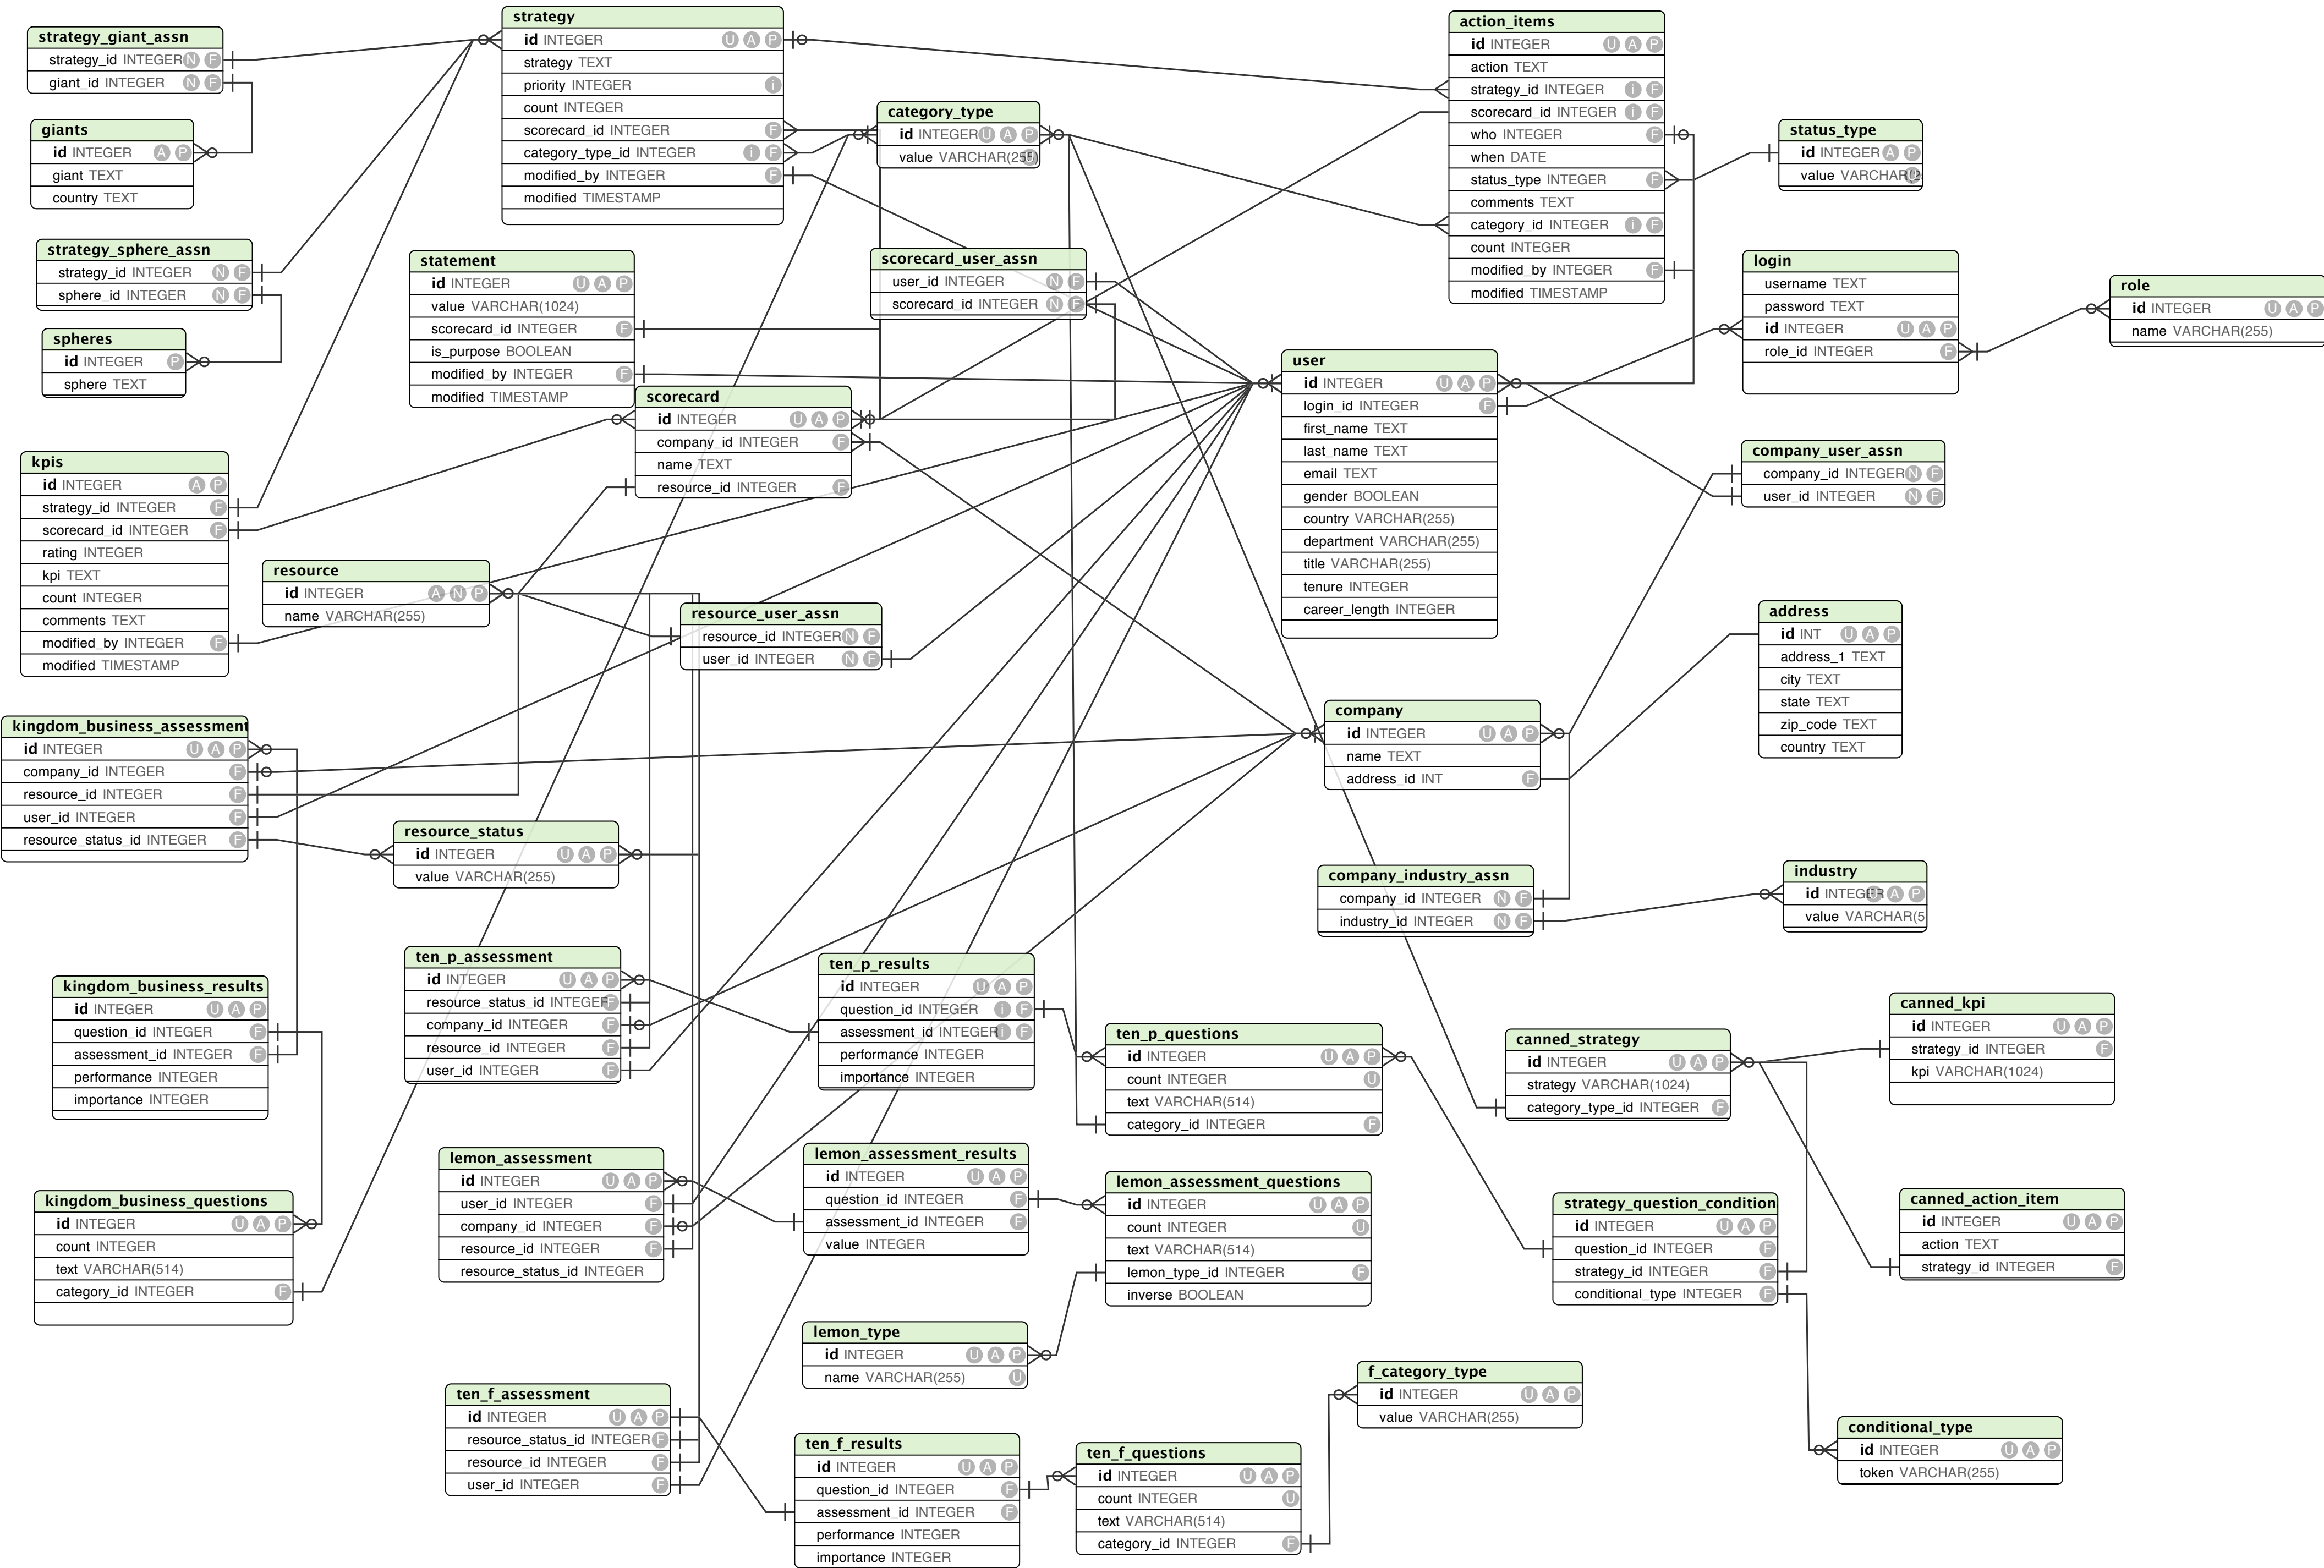 strategy_giant_assn
strategy_id INTEGER N F
giant_id INTEGER N F
giants
id INTEGER A P
giant TEXT
country TEXT
strategy_sphere_assn
strategy_id INTEGER N F
sphere_id INTEGER N F
spheres
id INTEGER P
sphere TEXT
kpis
id INTEGER A P
strategy_id INTEGER F
scorecard_id INTEGER F
rating INTEGER
kpi TEXT
count INTEGER
comments TEXT
modified_by INTEGER F
modified TIMESTAMP
strategy
id INTEGER U A P
strategy TEXT
priority INTEGER i
count INTEGER
scorecard_id INTEGER F
category_type_id INTEGER i F
modified_by INTEGER F
modified TIMESTAMP
statement
id INTEGER U A P
value VARCHAR(1024)
scorecard_id INTEGER F
is_purpose BOOLEAN
modified_by INTEGER F
modified TIMESTAMP
category_type
id INTEGER U A P
value VARCHAR(255)
scorecard_user_assn
user_id INTEGER N F
scorecard_id INTEGER N F
scorecard
id INTEGER U A P
company_id INTEGER F
name TEXT
resource_id INTEGER F
action_items
id INTEGER U A P
action TEXT
strategy_id INTEGER i F
scorecard_id INTEGER i F
who INTEGER F
when DATE
status_type INTEGER F
comments TEXT
category_id INTEGER i F
count INTEGER
modified_by INTEGER F
modified TIMESTAMP
status_type
id INTEGER A P
value VARCHAR(2
login
username TEXT
password TEXT
id INTEGER U A P
role_id INTEGER F
role
id INTEGER U A P
name VARCHAR(255)
user
id INTEGER U A P
login_id INTEGER F
first_name TEXT
last_name TEXT
email TEXT
gender BOOLEAN
country VARCHAR(255)
department VARCHAR(255)
title VARCHAR(255)
tenure INTEGER
career_length INTEGER
company_user_assn
company_id INTEGER N F
user_id INTEGER N F
resource
id INTEGER A N P
name VARCHAR(255)
resource_user_assn
resource_id INTEGER N F
user_id INTEGER N F
address
id INT U A P
address_1 TEXT
city TEXT
state TEXT
zip_code TEXT
country TEXT
company
id INTEGER U A P
name TEXT
address_id INT F
kingdom_business_assessment
id INTEGER U A P
company_id INTEGER F
resource_id INTEGER F
user_id INTEGER F
resource_status_id INTEGER F
resource_status
id INTEGER U A P
value VARCHAR(255)
company_industry_assn
company_id INTEGER N F
industry_id INTEGER N F
industry
id INTEGER U A P
value VARCHAR(5
kingdom_business_results
id INTEGER U A P
question_id INTEGER F
assessment_id INTEGER F
performance INTEGER
importance INTEGER
ten_p_assessment
id INTEGER U A P
resource_status_id INTEGER F
company_id INTEGER F
resource_id INTEGER F
user_id INTEGER F
ten_p_results
id INTEGER U A P
question_id INTEGER i F
assessment_id INTEGER i F
performance INTEGER
importance INTEGER
ten_p_questions
id INTEGER U A P
count INTEGER U
text VARCHAR(514)
category_id INTEGER F
canned_strategy
id INTEGER U A P
strategy VARCHAR(1024)
category_type_id INTEGER F
canned_kpi
id INTEGER U A P
strategy_id INTEGER F
kpi VARCHAR(1024)
kingdom_business_questions
id INTEGER U A P
count INTEGER
text VARCHAR(514)
category_id INTEGER F
lemon_assessment
id INTEGER U A P
user_id INTEGER F
company_id INTEGER F
resource_id INTEGER F
resource_status_id INTEGER
lemon_assessment_results
id INTEGER U A P
question_id INTEGER F
assessment_id INTEGER F
value INTEGER
lemon_assessment_questions
id INTEGER U A P
count INTEGER U
text VARCHAR(514)
lemon_type_id INTEGER F
inverse BOOLEAN
strategy_question_condition
id INTEGER U A P
question_id INTEGER F
strategy_id INTEGER F
conditional_type INTEGER F
canned_action_item
id INTEGER U A P
action TEXT
strategy_id INTEGER F
lemon_type
id INTEGER U A P
name VARCHAR(255) U
f_category_type
id INTEGER U A P
value VARCHAR(255)
ten_f_assessment
id INTEGER U A P
resource_status_id INTEGER F
resource_id INTEGER F
user_id INTEGER F
ten_f_results
id INTEGER U A P
question_id INTEGER F
assessment_id INTEGER F
performance INTEGER
importance INTEGER
ten_f_questions
id INTEGER U A P
count INTEGER U
text VARCHAR(514)
category_id INTEGER F
conditional_type
id INTEGER U A P
token VARCHAR(255)